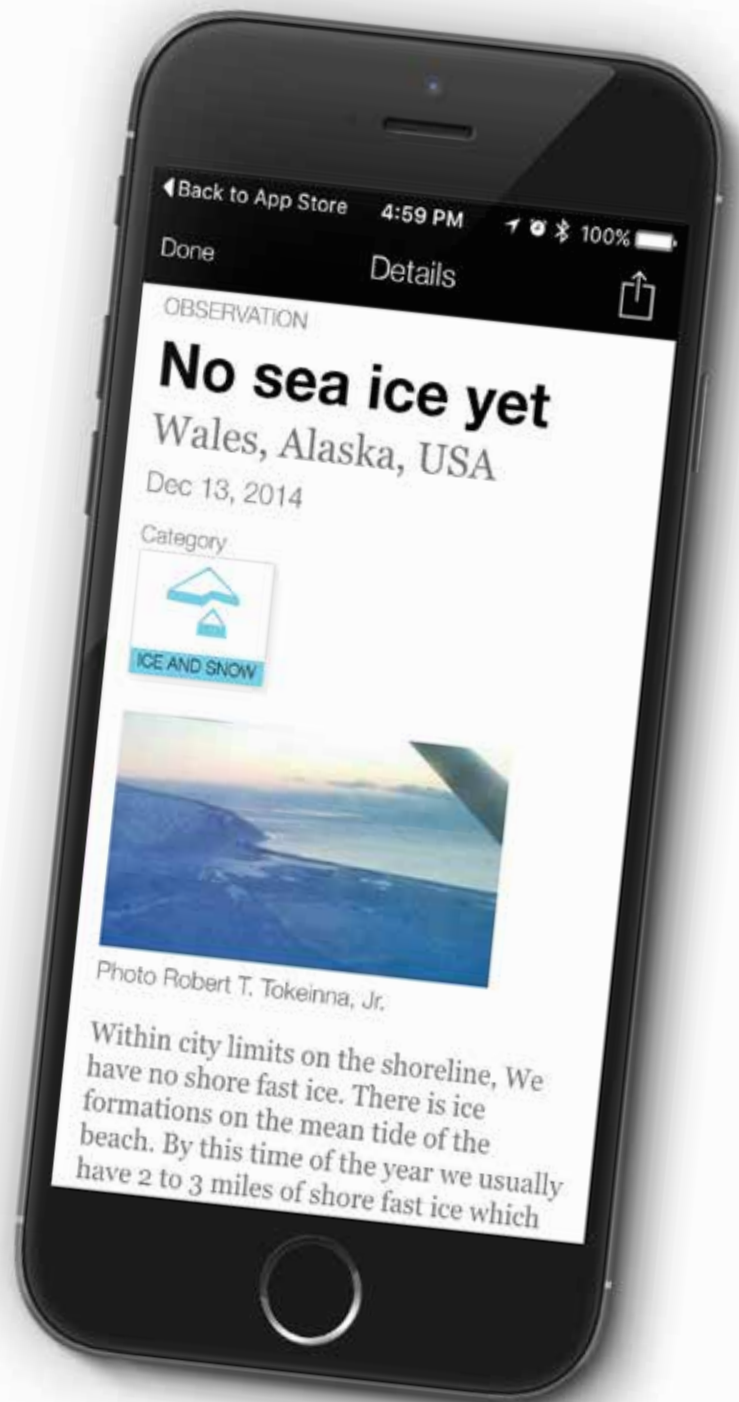 Back to App Store 4:59 PM 100%
Done Details
OBSERVATION
No sea ice yet
Wales, Alaska, USA
Dec 13, 2014
Category
ICE AND SNOW
Photo Robert T. Tokeinna, Jr.
Within city limits on the shoreline, We
have no shore fast ice. There is ice
formations on the mean tide of the
beach. By this time of the year we usually
have 2 to 3 miles of shore fast ice which